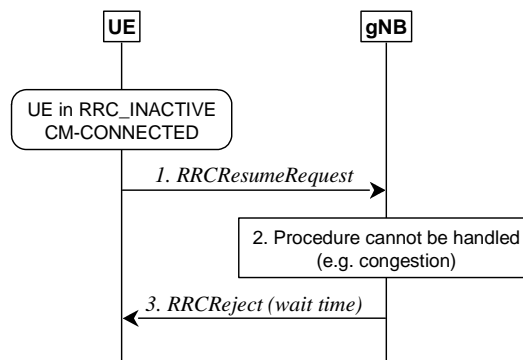 UE
gNB
UE in RRC_INACTIVE
CM-CONNECTED
1. RRCResumeRequest
2. Procedure cannot be handled
(e.g. congestion)
3. RRCReject (wait time)